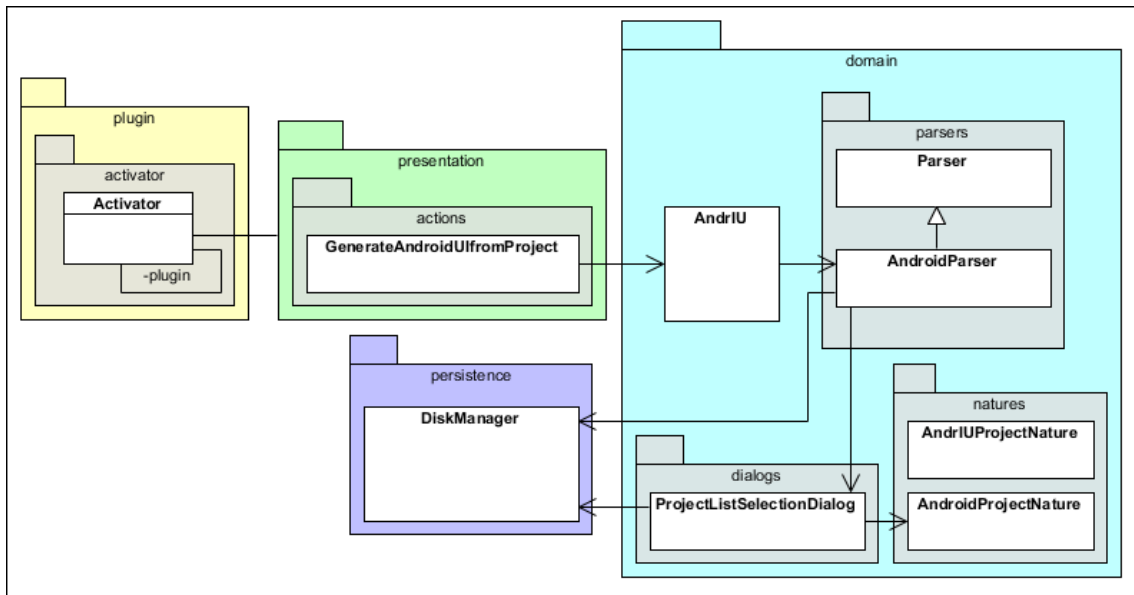 plugin
activator
Activator
-plugin
presentation
actions
GenerateAndroidUIfromProject
domain
AndrIU
parsers
Parser
AndroidParser
persistence
DiskManager
dialogs
ProjectListSelectionDialog
natures
AndrIUProjectNature
AndroidProjectNature